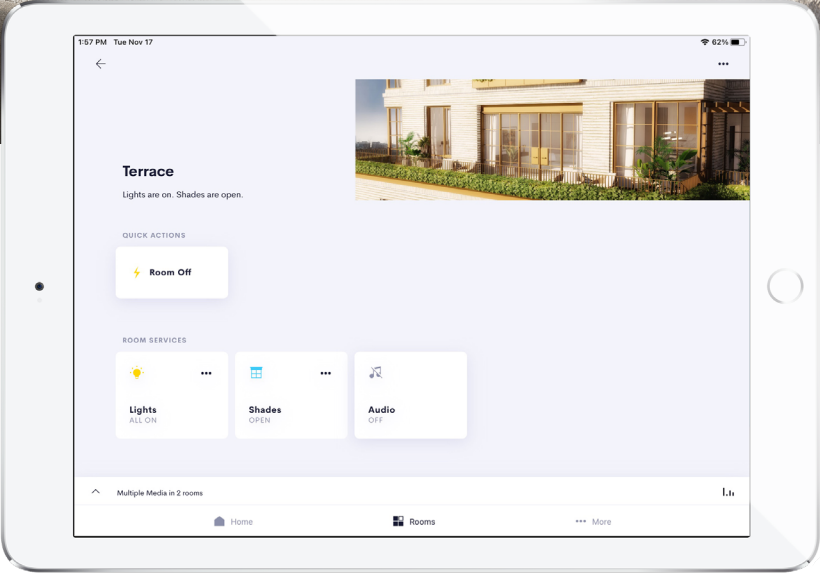 1:57 PM Tue Nov 17
62%
Terrace
Lights are on. Shades are open.
QUICK ACTIONS
Room Off
ROOM SERVICES
Lights
ALL ON
Shades
OPEN
Audio
OFF
Multiple Media in 2 rooms
Home
Rooms
More